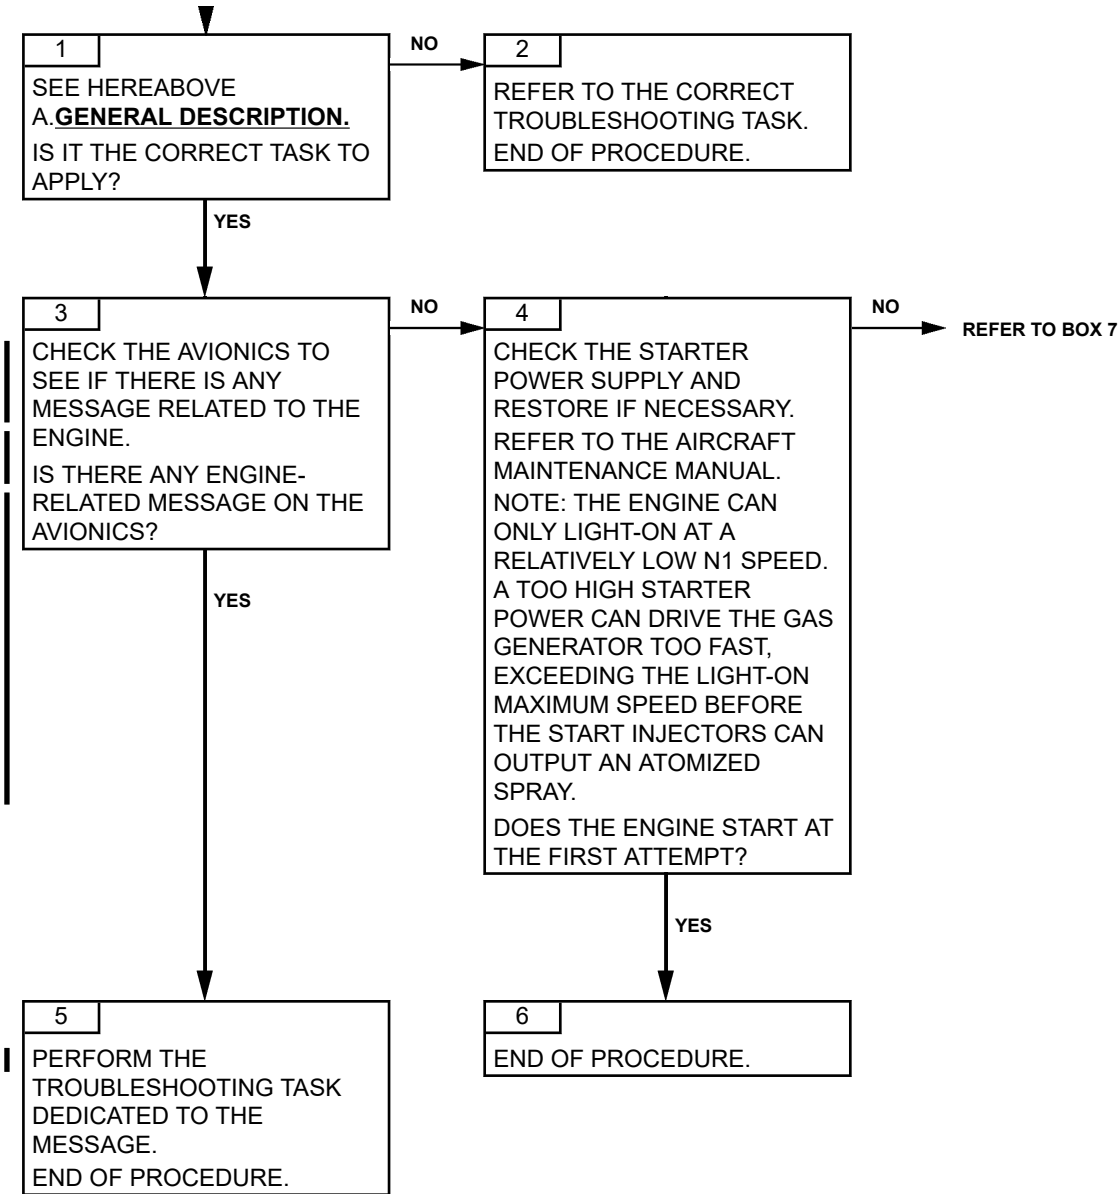 1
SEE HEREABOVE
A.GENERAL DESCRIPTION.
IS IT THE CORRECT TASK TO
APPLY?
NO
2
REFER TO THE CORRECT
TROUBLESHOOTING TASK.
END OF PROCEDURE.
YES
3
CHECK THE AVIONICS TO
SEE IF THERE IS ANY
MESSAGE RELATED TO THE
ENGINE.
IS THERE ANY ENGINE-
RELATED MESSAGE ON THE
AVIONICS?
NO
4
CHECK THE STARTER
POWER SUPPLY AND
RESTORE IF NECESSARY.
REFER TO THE AIRCRAFT
MAINTENANCE MANUAL.
NOTE: THE ENGINE CAN
ONLY LIGHT-ON AT A
RELATIVELY LOW N1 SPEED.
A TOO HIGH STARTER
POWER CAN DRIVE THE GAS
GENERATOR TOO FAST,
EXCEEDING THE LIGHT-ON
MAXIMUM SPEED BEFORE
THE START INJECTORS CAN
OUTPUT AN ATOMIZED
SPRAY.
DOES THE ENGINE START AT
THE FIRST ATTEMPT?
NO
REFER TO BOX 7
YES
YES
5
PERFORM THE
TROUBLESHOOTING TASK
DEDICATED TO THE
MESSAGE.
END OF PROCEDURE.
6
END OF PROCEDURE.